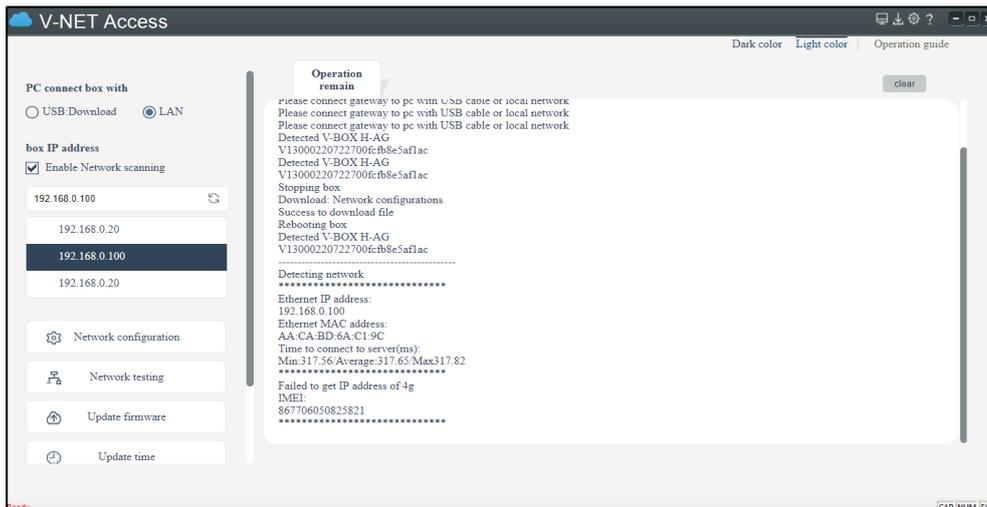 V-NET Access
Dark color Light color Operation guide
PC connect box with
USB:Download LAN
box IP address
Enable Network scanning
192.168.0.100
192.168.0.20
192.168.0.100
192.168.0.20
Network configuration
Network testing
Update firmware
Update time
Operation
remain
clear
Please connect gateway to pc with USB cable or local network
Please connect gateway to pc with USB cable or local network
Please connect gateway to pc with USB cable or local network
Detected V-BOX H-AG
V13000220722700fcfb8e5af1ac
Detected V-BOX H-AG
V13000220722700fcfb8e5af1ac
Stopping box
Download: Network configurations
Success to download file
Rebooting box
Detected V-BOX H-AG
V13000220722700fcfb8e5af1ac
--------------------------------------------
Detecting network
*****************************
Ethernet IP address:
192.168.0.100
Ethernet MAC address:
AA:CA:BD:6A:C1:9C
Time to connect to server(ms):
Min:317.56/Average:317.65/Max317.82
*****************************
Failed to get IP address of 4g
IMEI:
867706050825821
*****************************
Ready
CAP NUM